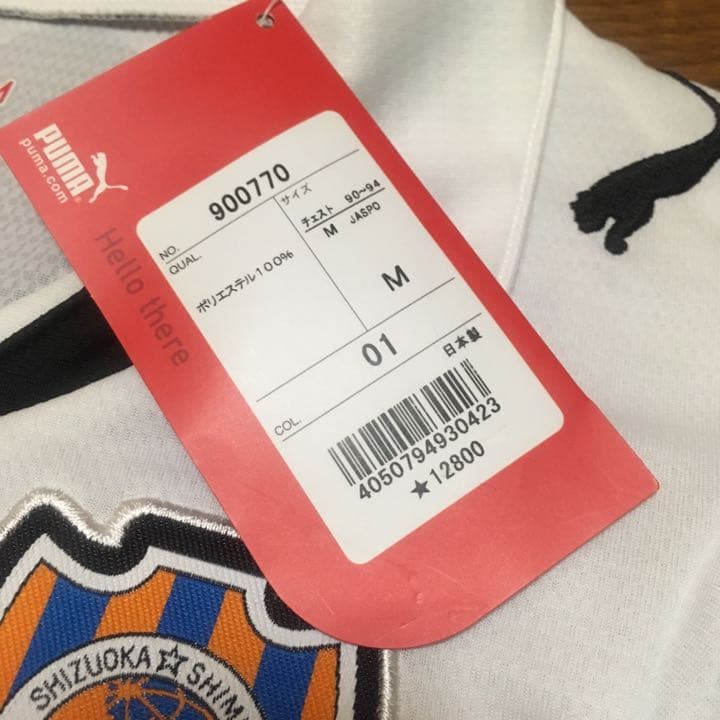 PUMA®
puma.com
Hello there
NO. 900770
QUAL.
ポリエステル100%
サイズ
チェスト 90~94
M JASPO
M
COL. 01
日本製
4050794930423
★12800
SHIZUOKA☆SHIM